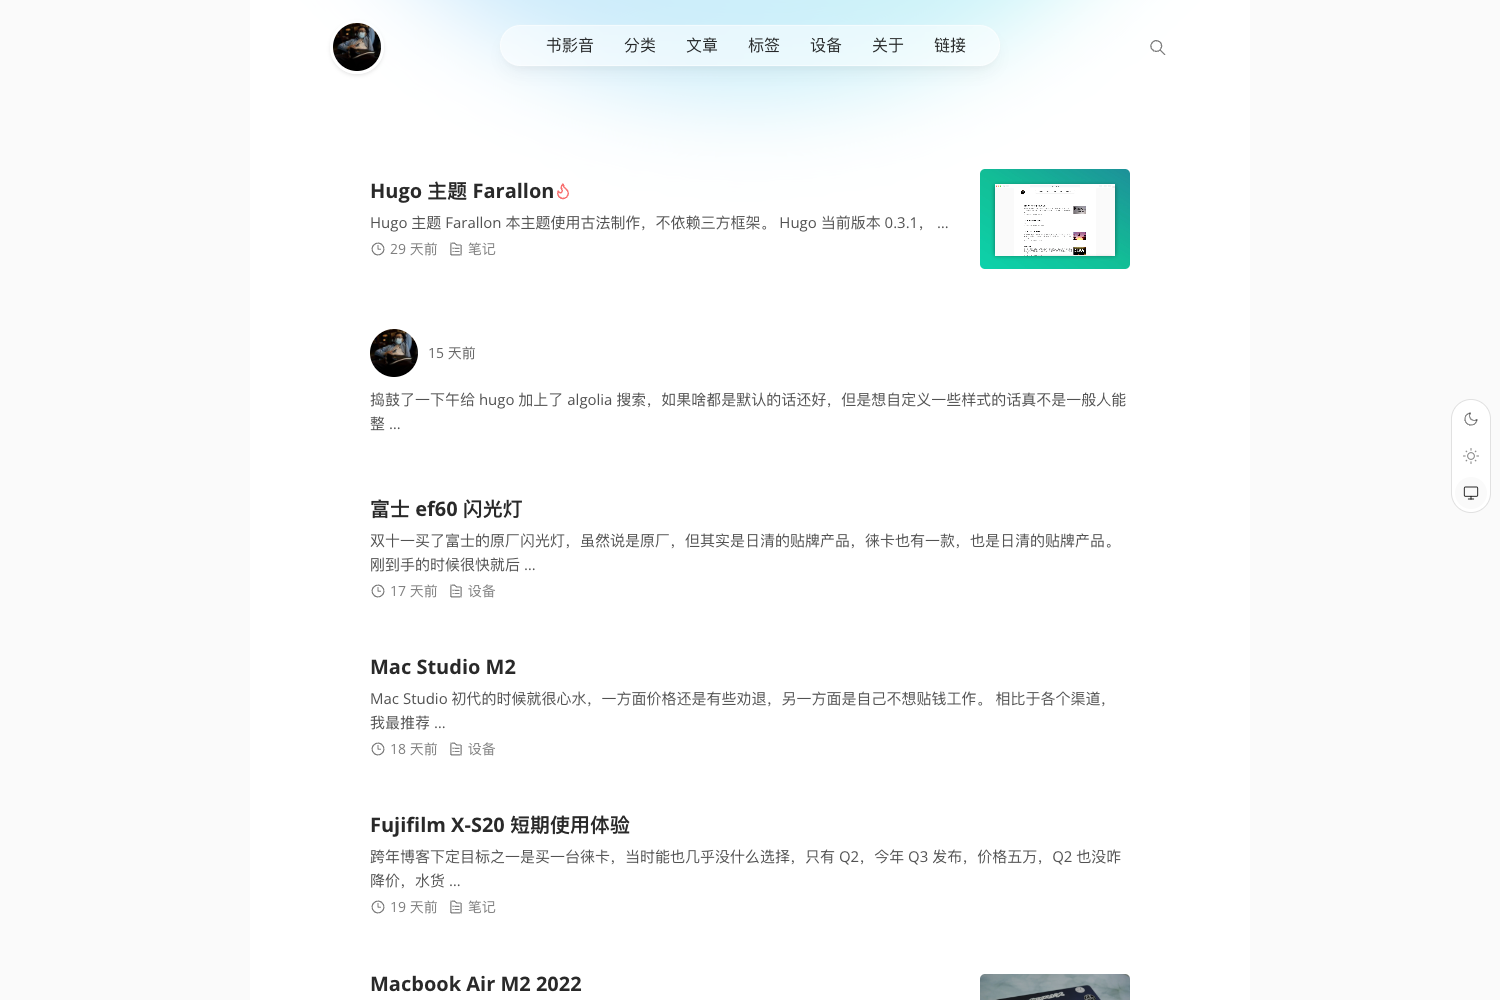 书影音 分类 文章 标签 设备 关于 链接
Hugo 主题 Farallon
Hugo 主题 Farallon 本主题使用古法制作，不依赖三方框架。 Hugo 当前版本 0.3.1， ...
29 天前 笔记
15 天前
捣鼓了一下午给 hugo 加上了 algolia 搜索，如果啥都是默认的话还好，但是想自定义一些样式的话真不是一般人能
整 ...
富士 ef60 闪光灯
双十一买了富士的原厂闪光灯，虽然说是原厂，但其实是日清的贴牌产品，徕卡也有一款，也是日清的贴牌产品。
刚到手的时候很快就后 ...
17 天前 设备
Mac Studio M2
Mac Studio 初代的时候就很心水，一方面价格还是有些劝退，另一方面是自己不想贴钱工作。 相比于各个渠道，
我最推荐 ...
18 天前 设备
Fujifilm X-S20 短期使用体验
跨年博客下定目标之一是买一台徕卡，当时能也几乎没什么选择，只有 Q2，今年 Q3 发布，价格五万，Q2 也没咋
降价，水货 ...
19 天前 笔记
Macbook Air M2 2022